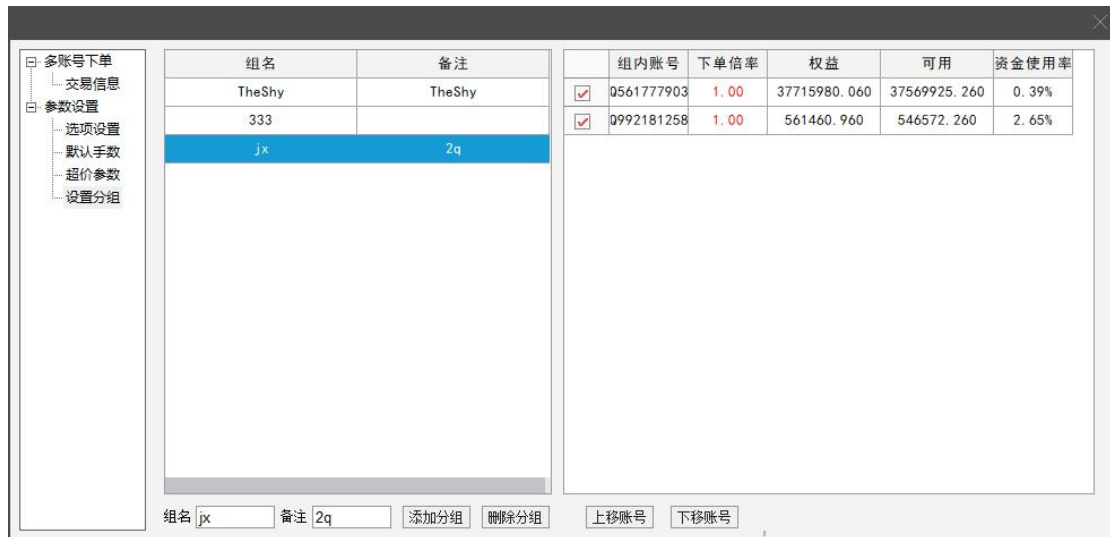 多账号下单
交易信息
参数设置
选项设置
默认手数
超价参数
设置分组
组名 备注
TheShy TheShy
333
jx 2q
组内账号 下单倍率 权益 可用 资金使用率
Q561777903 1.00 37715980.060 37569925.260 0.39%
Q992181258 1.00 561460.960 546572.260 2.65%
组名 jx 备注 2q 添加分组 删除分组 上移账号 下移账号